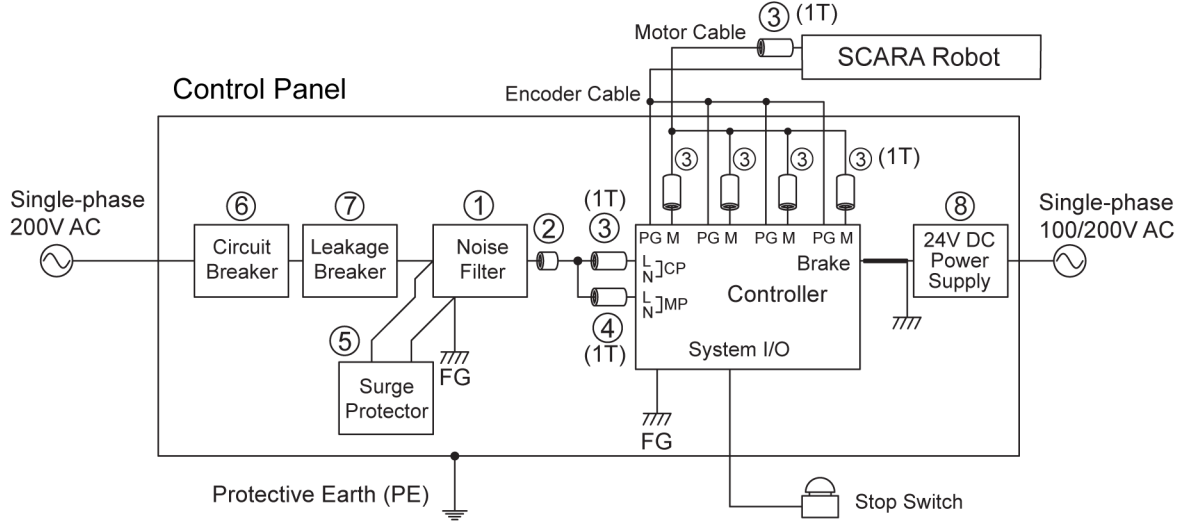 ③ (1T)
Motor Cable
SCARA Robot
Control Panel
Encoder Cable
③
③
③
③ (1T)
Single-phase
200V AC
⑥
Circuit
Breaker
⑦
Leakage
Breaker
①
Noise
Filter
②
(1T)
③
④
(1T)
PG M
PG M
PG M
PG M
L
N
CP
L
N
MP
Brake
Controller
System I/O
⑧
24V DC
Power
Supply
Single-phase
100/200V AC
⑤
Surge
Protector
FG
FG
Protective Earth (PE)
Stop Switch